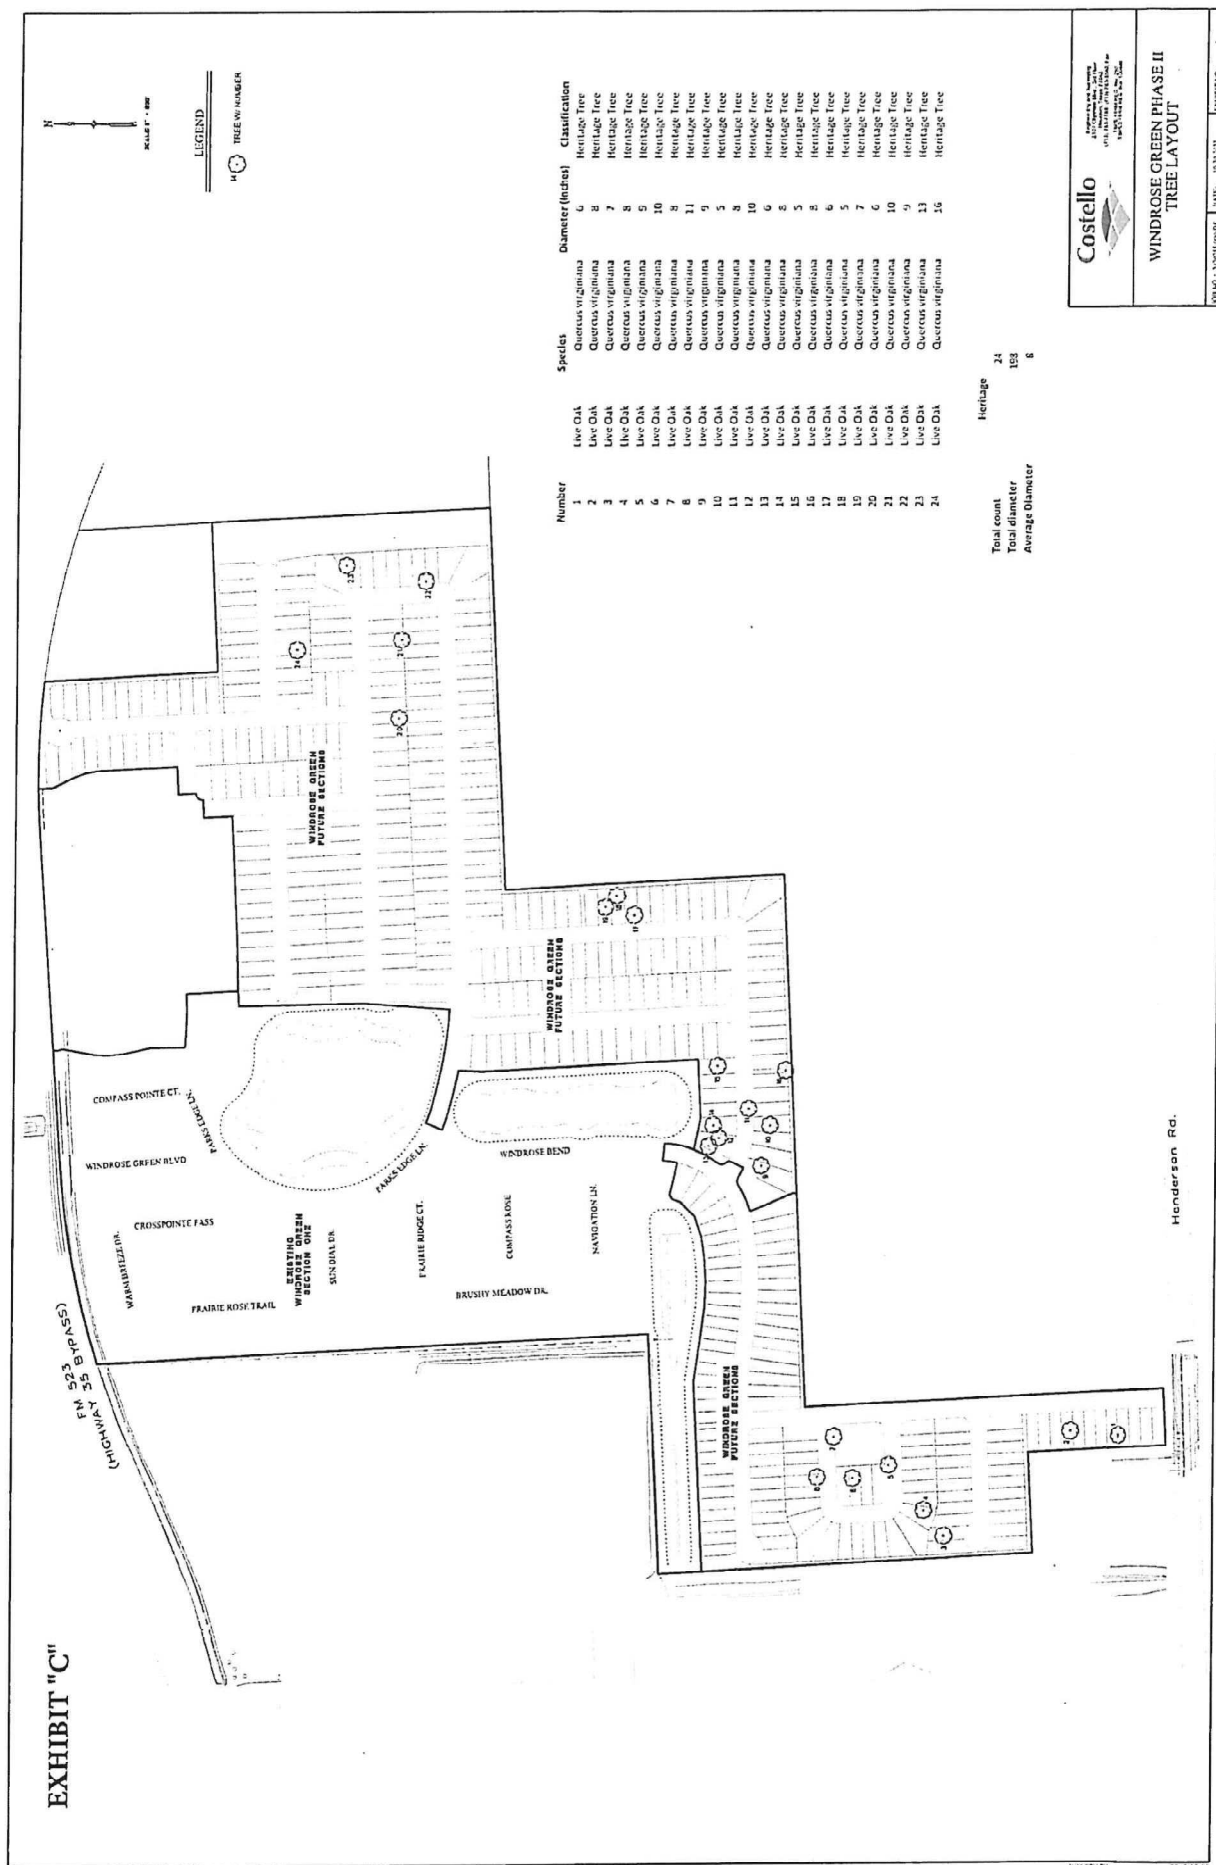 EXHIBIT "C"
FM 523
(HIGHWAY 35 BYPASS)
WARM BREEZE DR.
CROSSPOINTE PASS
PRAIRIE ROSE TRAIL
WINDROSE GREEN BLVD
COMPASS POINTE CT.
PARKS EDGE LN.
EXISTING
WINDROSE GREEN
SECTION ONE
SUN DIAL DR.
PARKS EDGE LN.
PRAIRIE RIDGE CT.
BRUSHY MEADOW DR.
COMPASS ROSE
WINDROSE BEND
NAVIGATION LN.
WINDROSE GREEN
FUTURE SECTIONS
WINDROSE GREEN
FUTURE SECTIONS
WINDROSE GREEN
FUTURE SECTIONS
Henderson Rd.
N
LEGEND
14 TREE W/ NUMBER
Number Species Diameter (Inches) Classification
1 Live Oak Quercus virginiana 6 Heritage Tree
2 Live Oak Quercus virginiana 8 Heritage Tree
3 Live Oak Quercus virginiana 7 Heritage Tree
4 Live Oak Quercus virginiana 8 Heritage Tree
5 Live Oak Quercus virginiana 9 Heritage Tree
6 Live Oak Quercus virginiana 10 Heritage Tree
7 Live Oak Quercus virginiana 8 Heritage Tree
8 Live Oak Quercus virginiana 11 Heritage Tree
9 Live Oak Quercus virginiana 9 Heritage Tree
10 Live Oak Quercus virginiana 5 Heritage Tree
11 Live Oak Quercus virginiana 8 Heritage Tree
12 Live Oak Quercus virginiana 10 Heritage Tree
13 Live Oak Quercus virginiana 6 Heritage Tree
14 Live Oak Quercus virginiana 8 Heritage Tree
15 Live Oak Quercus virginiana 5 Heritage Tree
16 Live Oak Quercus virginiana 8 Heritage Tree
17 Live Oak Quercus virginiana 6 Heritage Tree
18 Live Oak Quercus virginiana 5 Heritage Tree
19 Live Oak Quercus virginiana 7 Heritage Tree
20 Live Oak Quercus virginiana 6 Heritage Tree
21 Live Oak Quercus virginiana 10 Heritage Tree
22 Live Oak Quercus virginiana 9 Heritage Tree
23 Live Oak Quercus virginiana 13 Heritage Tree
24 Live Oak Quercus virginiana 16 Heritage Tree
Heritage
Total count 24
Total diameter 198
Average Diameter 8
Costello
WINDROSE GREEN PHASE II
TREE LAYOUT